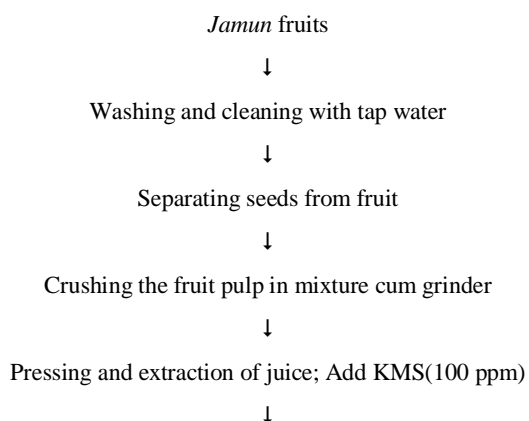 Jamun fruits
↓
Washing and cleaning with tap water
↓
Separating seeds from fruit
↓
Crushing the fruit pulp in mixture cum grinder
↓
Pressing and extraction of juice; Add KMS(100 ppm)
↓